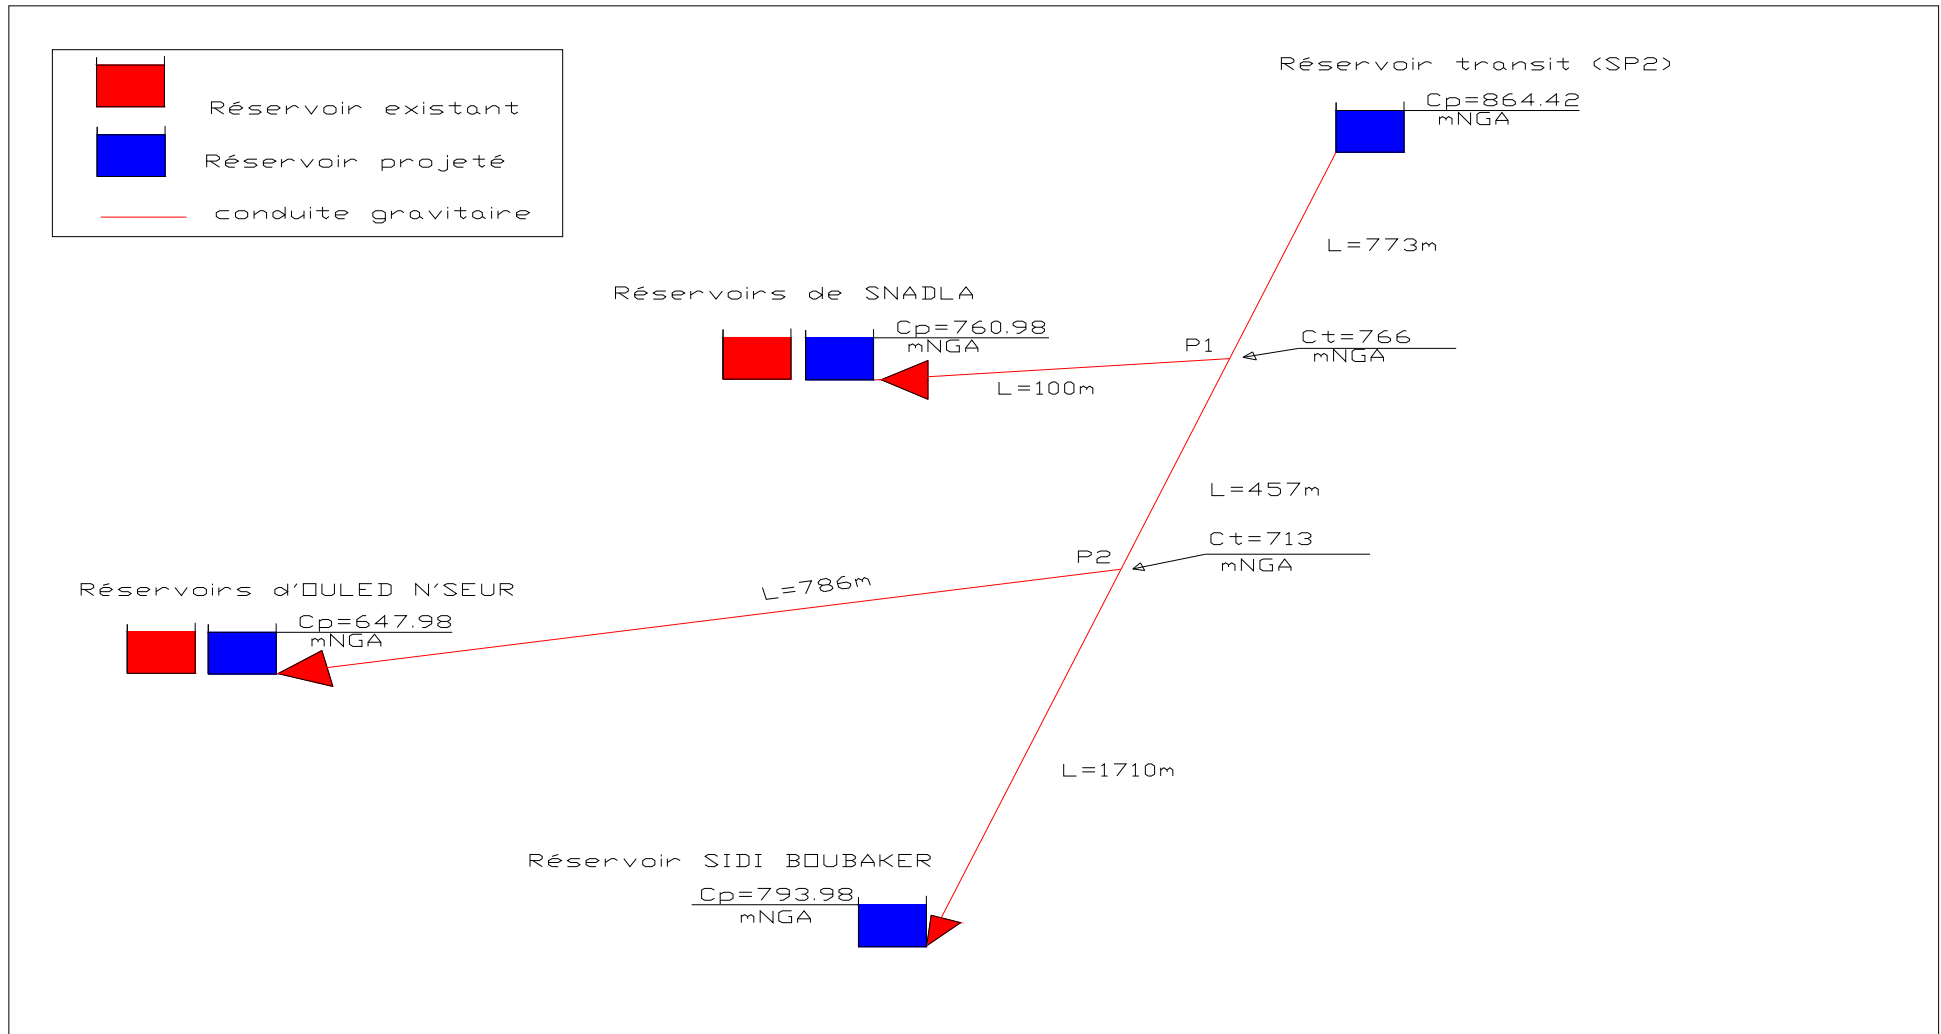 Réservoir existant
Réservoir projeté
conduite gravitaire
Réservoir transit (SP2)
Cp=864.42
mNGA
L=773m
Réservoirs de SNADLA
Cp=760.98
mNGA
P1
Ct=766
mNGA
L=100m
L=457m
Ct=713
mNGA
P2
L=786m
Réservoirs d'OULED N'SEUR
Cp=647.98
mNGA
L=1710m
Réservoir SIDI BOUBAKER
Cp=793.98
mNGA